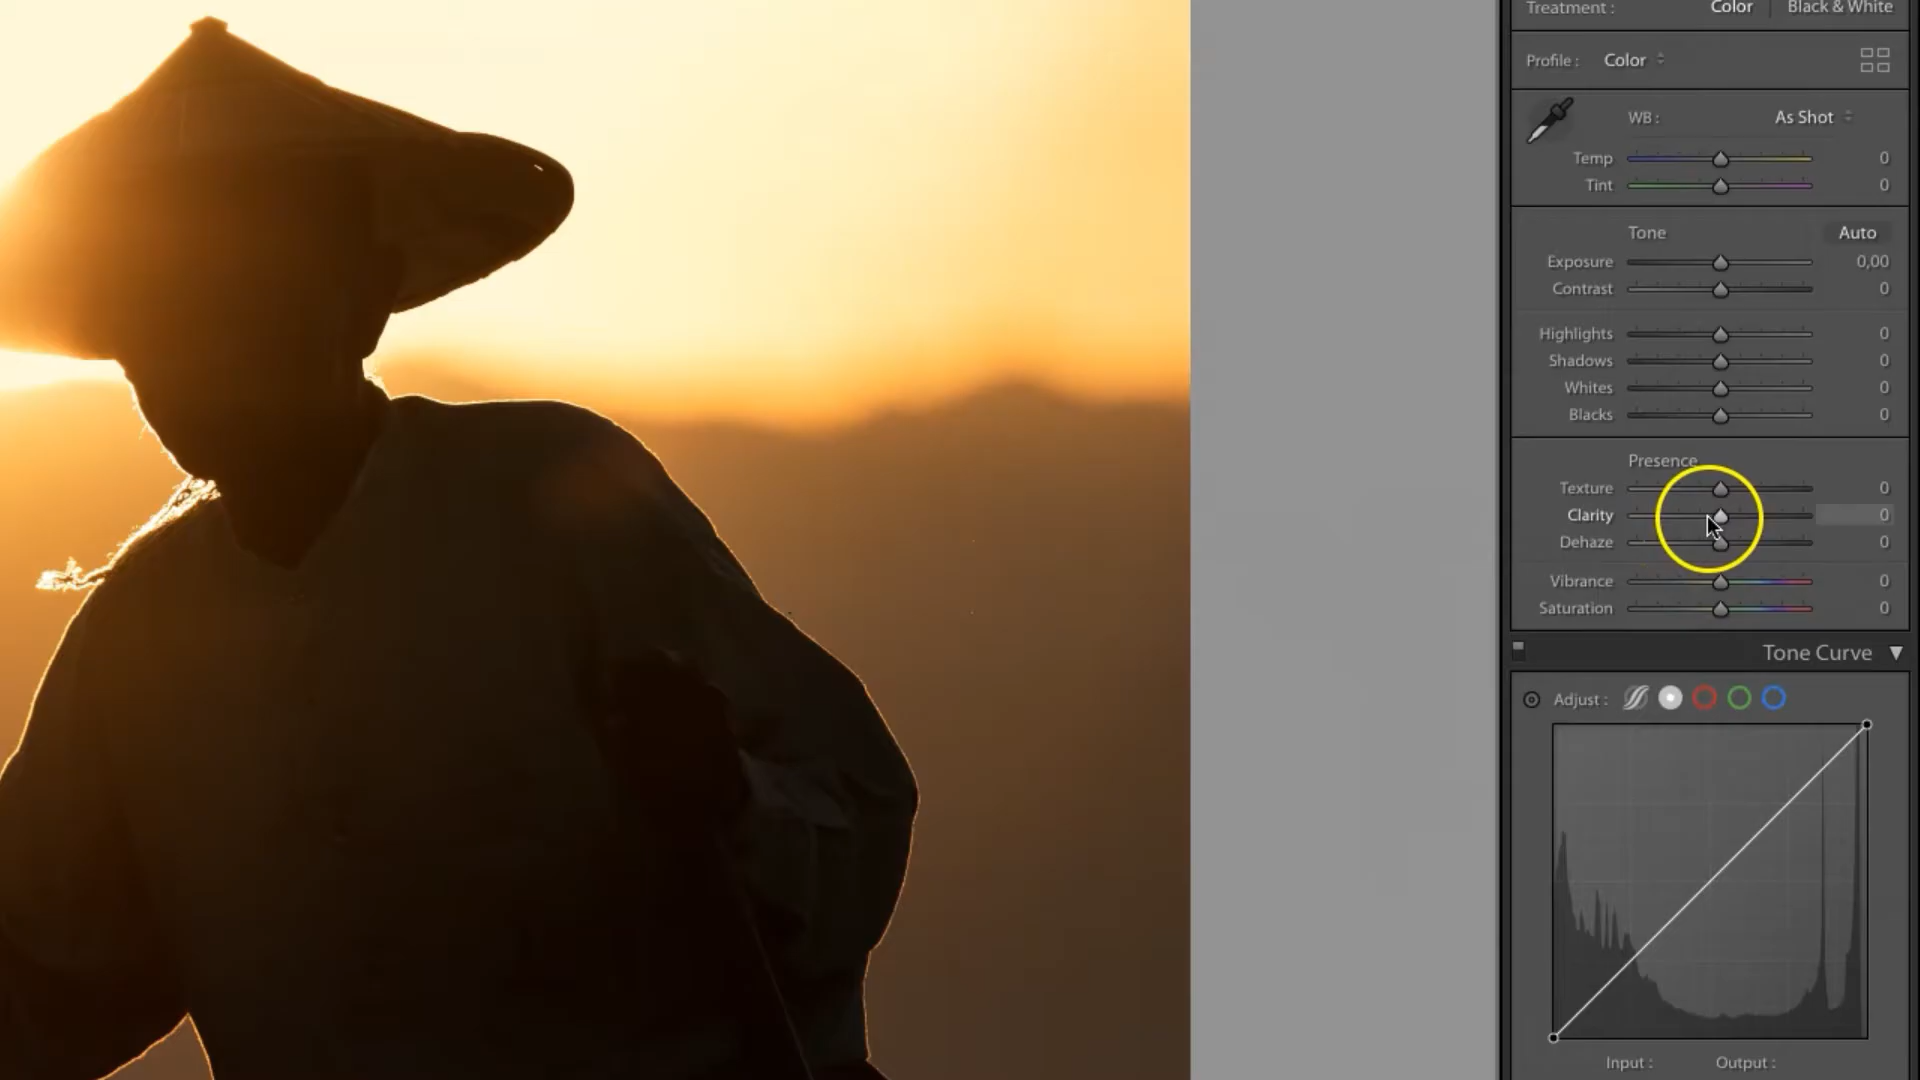 Treatment : Color Black & White
Profile : Color
WB : As Shot
Temp 0
Tint 0
Tone Auto
Exposure 0,00
Contrast 0
Highlights 0
Shadows 0
Whites 0
Blacks 0
Presence
Texture 0
Clarity 0
Dehaze 0
Vibrance 0
Saturation 0
Tone Curve
Adjust :
Input : Output :